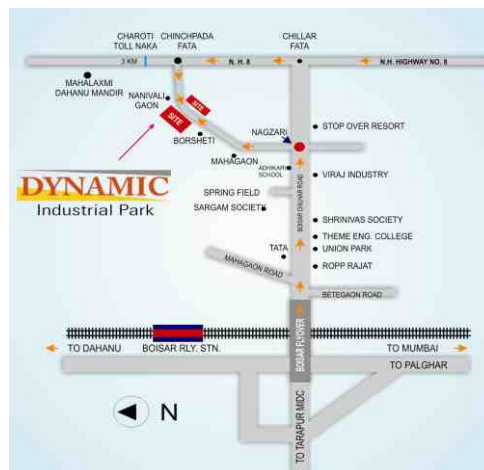 CHAROTI
TOLL NAKA
CHINCHPADA
FATA
CHILLAR
FATA
3 KM
N. H. 8
N.H. HIGHWAY NO. 8
MAHALAXMI
DAHANU MANDIR
NANIVALI
GAON
SITE
SITE
BORSHETI
NAGZARI
STOP OVER RESORT
MAHAGAON
ADHIKARI
SCHOOL
VIRAJ INDUSTRY
DYNAMIC
Industrial Park
SPRING FIELD
SARGAM SOCIETY
BOISAR CHILHAR ROAD
SHRINIVAS SOCIETY
THEME ENG. COLLEGE
TATA
UNION PARK
MAHAGAON ROAD
ROPP RAJAT
BETEGAON ROAD
BOISAR FLYOVER
TO DAHANU
BOISAR RLY. STN.
TO MUMBAI
TO PALGHAR
N
TO TARAPUR MIDC